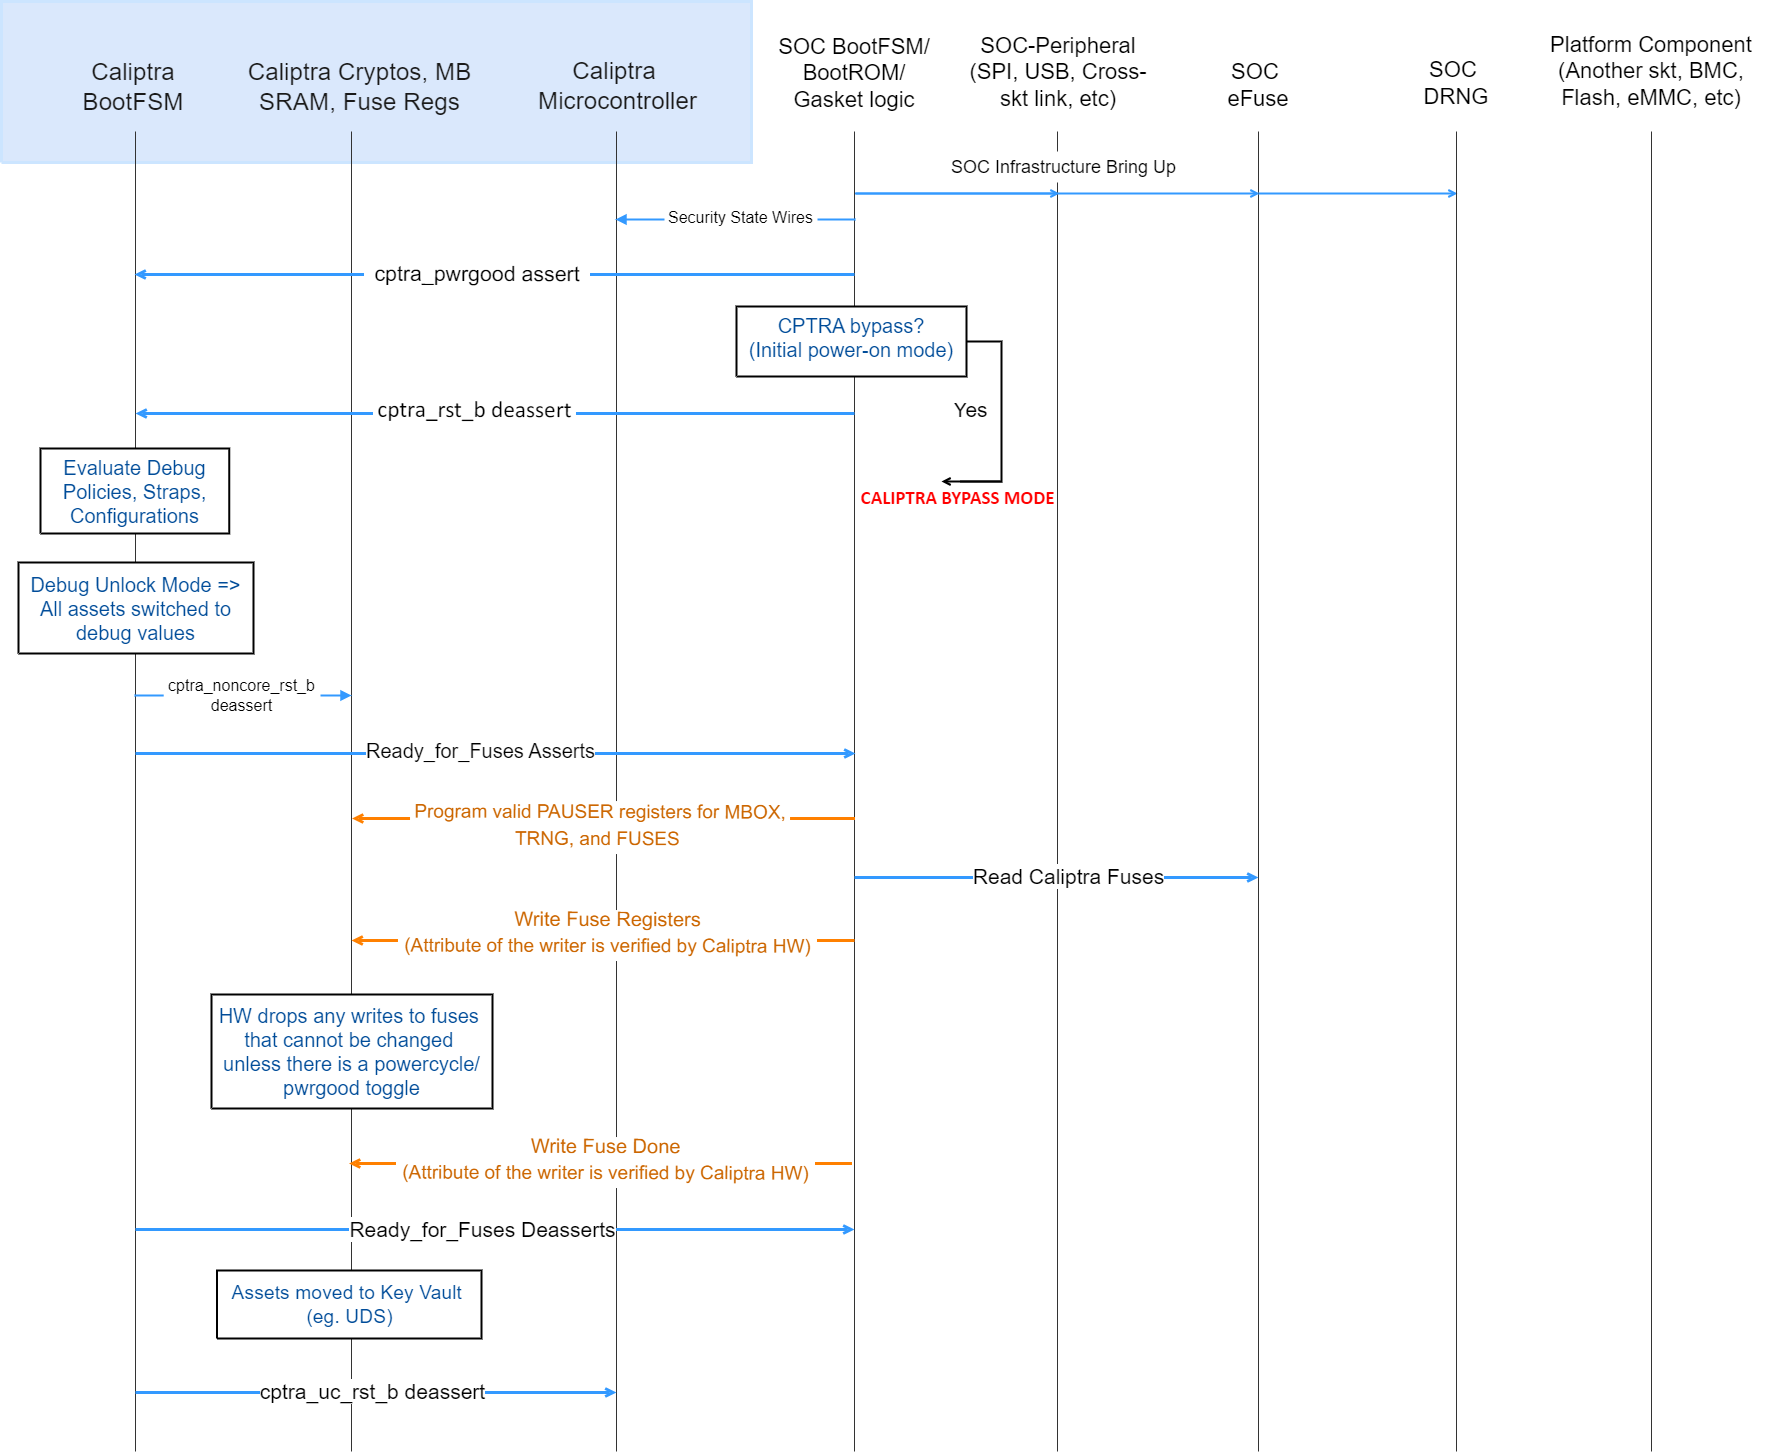 Caliptra
BootFSM
Caliptra Cryptos, MB
SRAM, Fuse Regs
Caliptra
Microcontroller
SOC BootFSM/
BootROM/
Gasket logic
SOC-Peripheral
(SPI, USB, Cross-
skt link, etc)
SOC
eFuse
SOC
DRNG
Platform Component
(Another skt, BMC,
Flash, eMMC, etc)
SOC Infrastructure Bring Up
Security State Wires
cptra_pwrgood assert
CPTRA bypass?
(Initial power-on mode)
cptra_rst_b deassert
Yes
CALIPTRA BYPASS MODE
Evaluate Debug
Policies, Straps,
Configurations
Debug Unlock Mode =>
All assets switched to
debug values
cptra_noncore_rst_b
deassert
Ready_for_Fuses Asserts
Program valid PAUSER registers for MBOX,
TRNG, and FUSES
Read Caliptra Fuses
Write Fuse Registers
(Attribute of the writer is verified by Caliptra HW)
HW drops any writes to fuses
that cannot be changed
unless there is a powercycle/
pwrgood toggle
Write Fuse Done
(Attribute of the writer is verified by Caliptra HW)
Ready_for_Fuses Deasserts
Assets moved to Key Vault
(eg. UDS)
cptra_uc_rst_b deassert